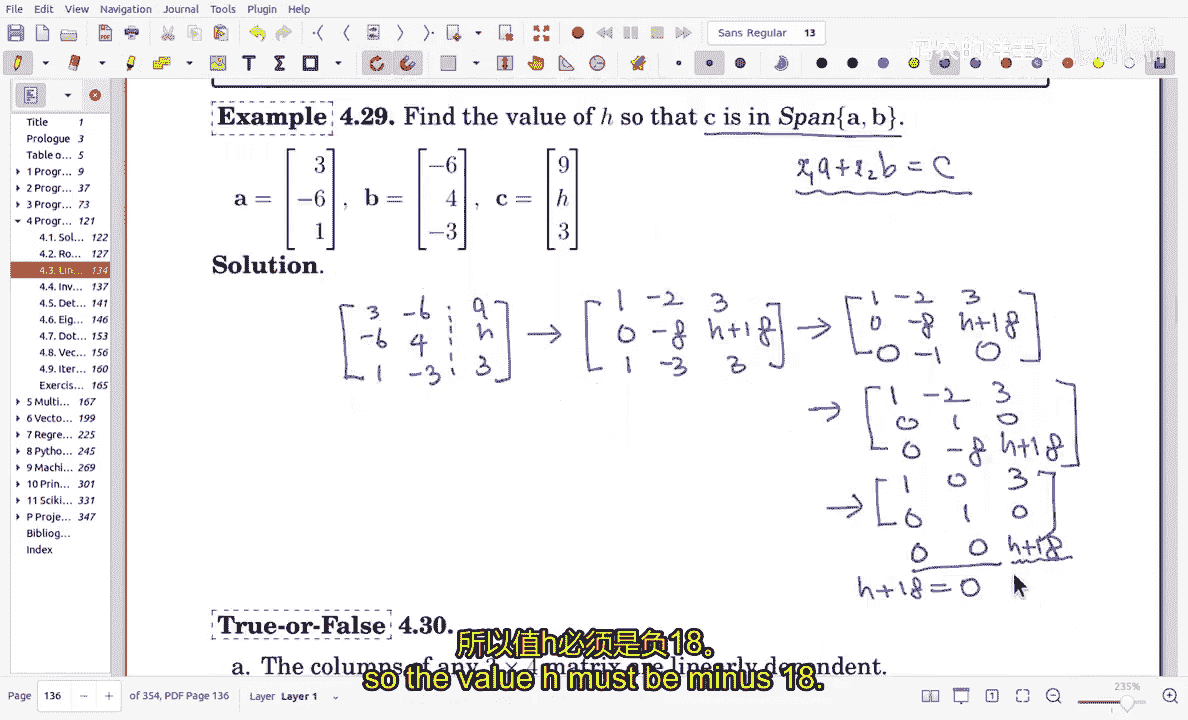 File Edit View Navigation Journal Tools Plugin Help
Sans Regular 13
Title 1
Prologue 3
Table o... 5
1 Progr... 9
2 Progr... 37
3 Progr... 73
4 Progr... 121
4.1. Sol... 122
4.2. Ro... 127
4.3. Lin... 134
4.4. Inv... 137
4.5. Det... 141
4.6. Eig... 146
4.7. Dot... 153
4.8. Vec... 156
4.9. Iter... 160
Exercis... 165
5 Multi... 167
6 Vecto... 199
7 Regre... 225
8 Pytho... 245
9 Machi... 269
10 Prin... 301
11 Sciki... 331
P Proje... 347
Bibliog...
Index
Example 4.29. Find the value of h so that c is in Span{a, b}.
x₁a + x₂b = c
a = [3 -6 1], b = [-6 4 -3], c = [9 h 3]
Solution.
[3 -6 9
-6 4 h
1 -3 3]
→ [1 -2 3
0 -8 h+18
1 -3 3]
→ [1 -2 3
0 -8 h+18
0 -1 0]
→ [1 -2 3
0 1 0
0 -8 h+18]
→ [1 0 3
0 1 0
0 0 h+18
h+18 = 0
True-or-False 4.30.
a. The columns of any 3 × 4 matrix are linearly dependent.
所以值h必须是负18。
so the value h must be minus 18.
Page 136 − + of 354, PDF Page 136 Layer Layer 1 235%